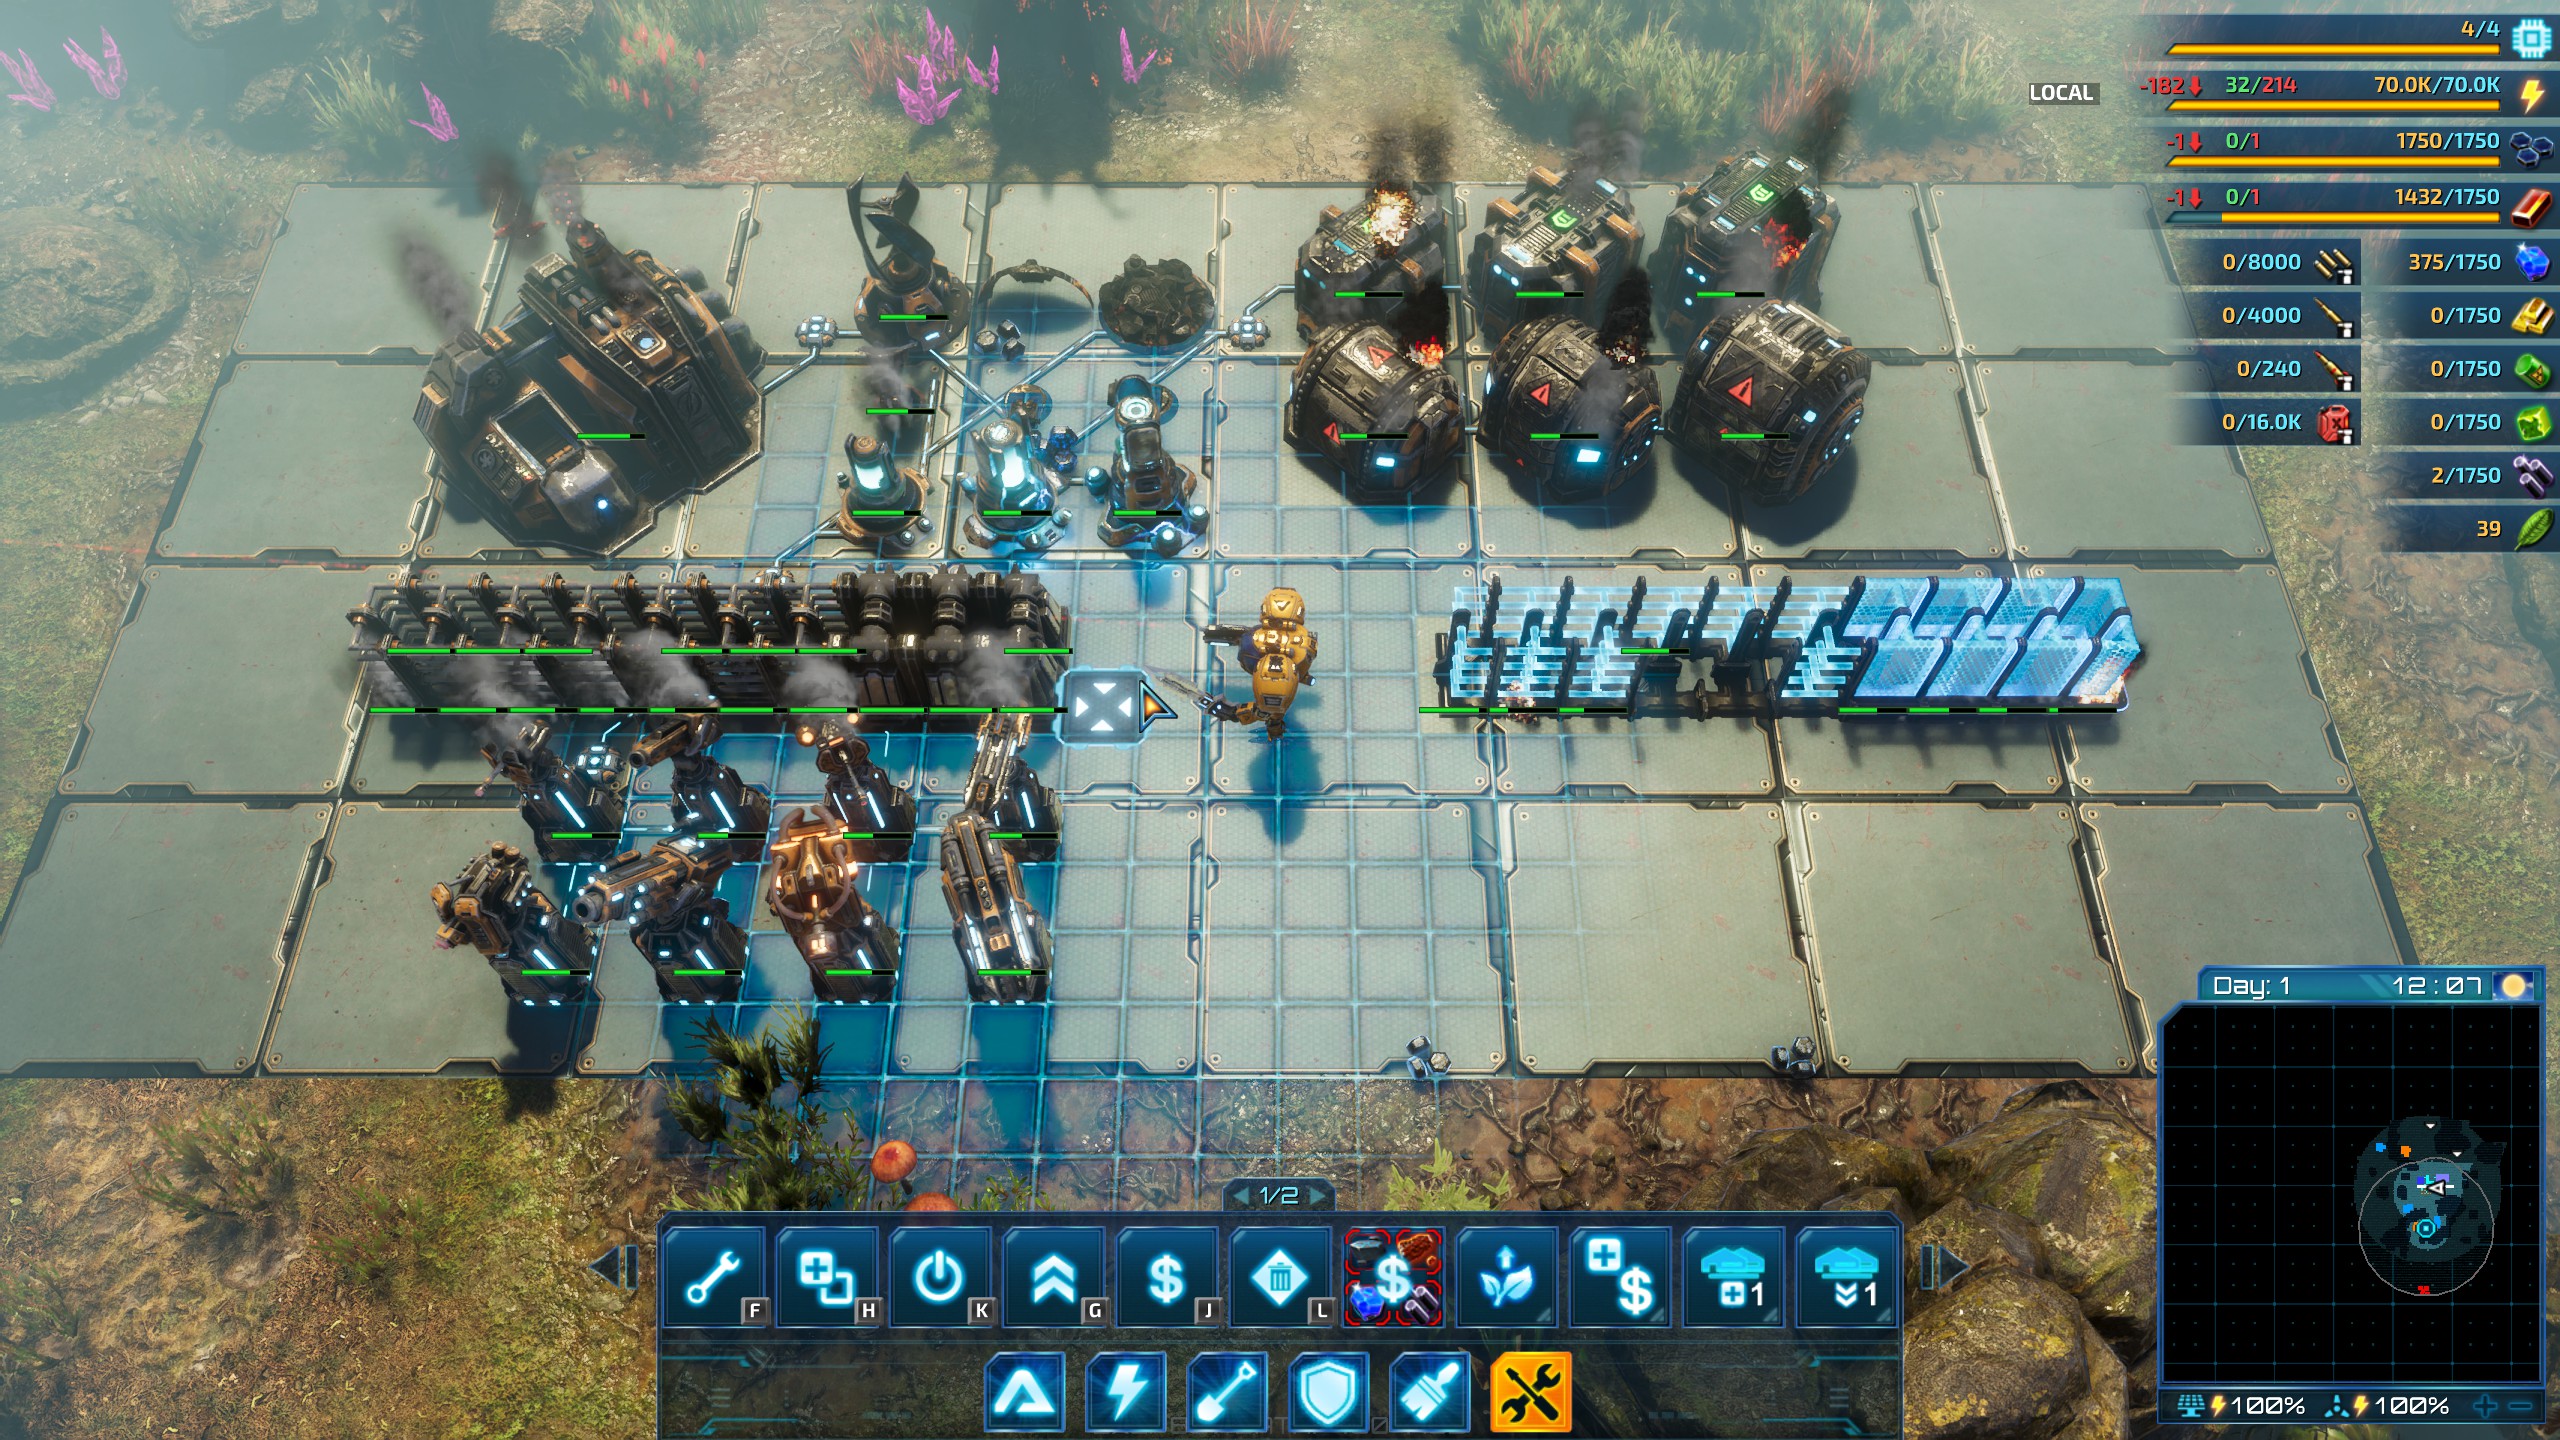 4/4
LOCAL
-182 32/214 70.0K/70.0K
-1 0/1 1750/1750
-1 0/1 1432/1750
0/8000 375/1750
0/4000 0/1750
0/240 0/1750
0/16.0K 0/1750
2/1750
39
Day: 1 12:07
1/2
F H K G J L 1 1
100% 100%